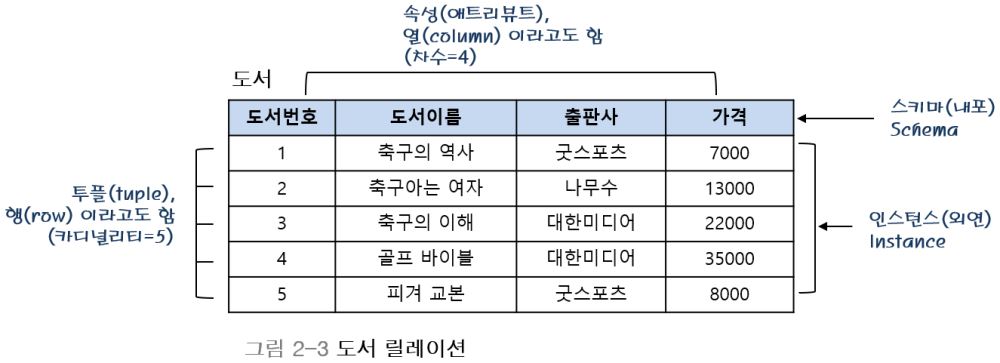 속성(애트리뷰트),
열(column) 이라고도 함
(차수=4)
도서
도서번호 도서이름 출판사 가격
스키마(내포)
Schema
1 축구의 역사 굿스포츠 7000
2 축구아는 여자 나무수 13000
3 축구의 이해 대한미디어 22000
4 골프 바이블 대한미디어 35000
5 피겨 교본 굿스포츠 8000
투플(tuple),
행(row) 이라고도 함
(카디널리티=5)
인스턴스(외연)
Instance
그림 2-3 도서 릴레이션